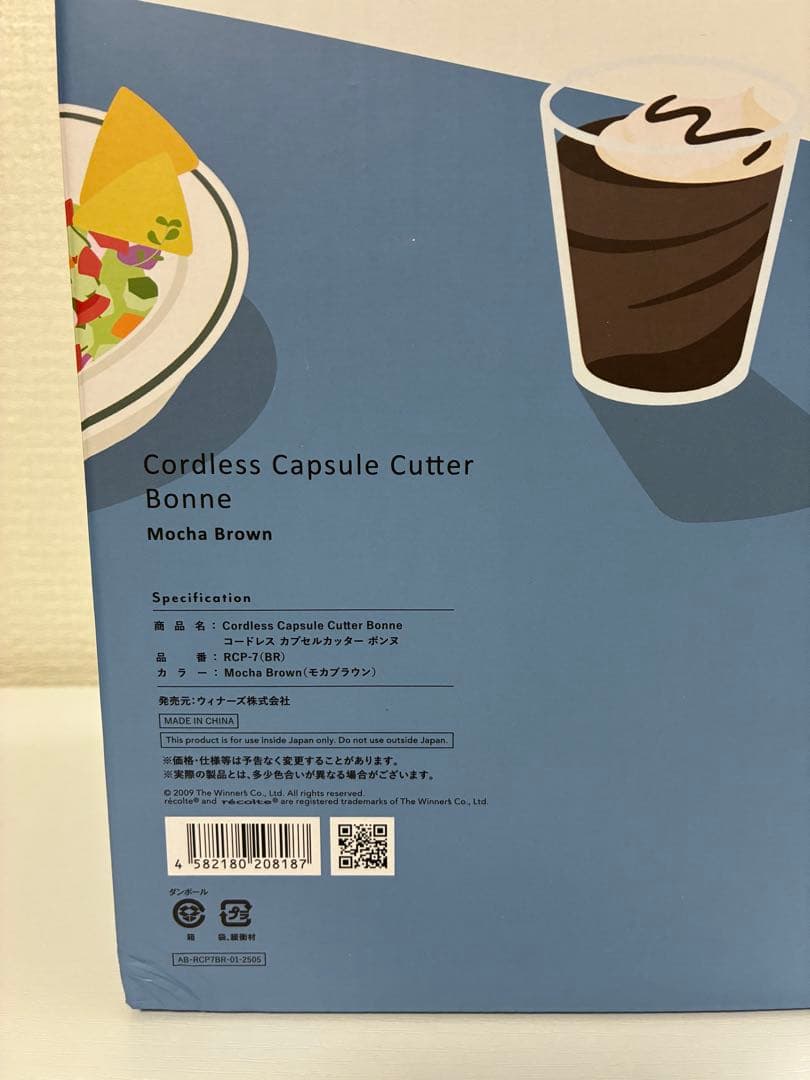 Cordless Capsule Cutter
Bonne
Mocha Brown
Specification
商品名：Cordless Capsule Cutter Bonne
コードレス カプセルカッター ボンヌ
品番：RCP-7(BR)
カラー：Mocha Brown(モカブラウン)
発売元：ウィナーズ株式会社
MADE IN CHINA
This product is for use inside Japan only. Do not use outside Japan.
※価格・仕様等は予告なく変更することがあります。
※実際の製品とは、多少色合いが異なる場合がございます。
© 2009 The Winner's Co., Ltd. All rights reserved.
récolte® and récolte® are registered trademarks of The Winner's Co., Ltd.
4 582180 208187
ダンボール
プラ
箱
袋、緩衝材
AB-RCP7BR-01-2505